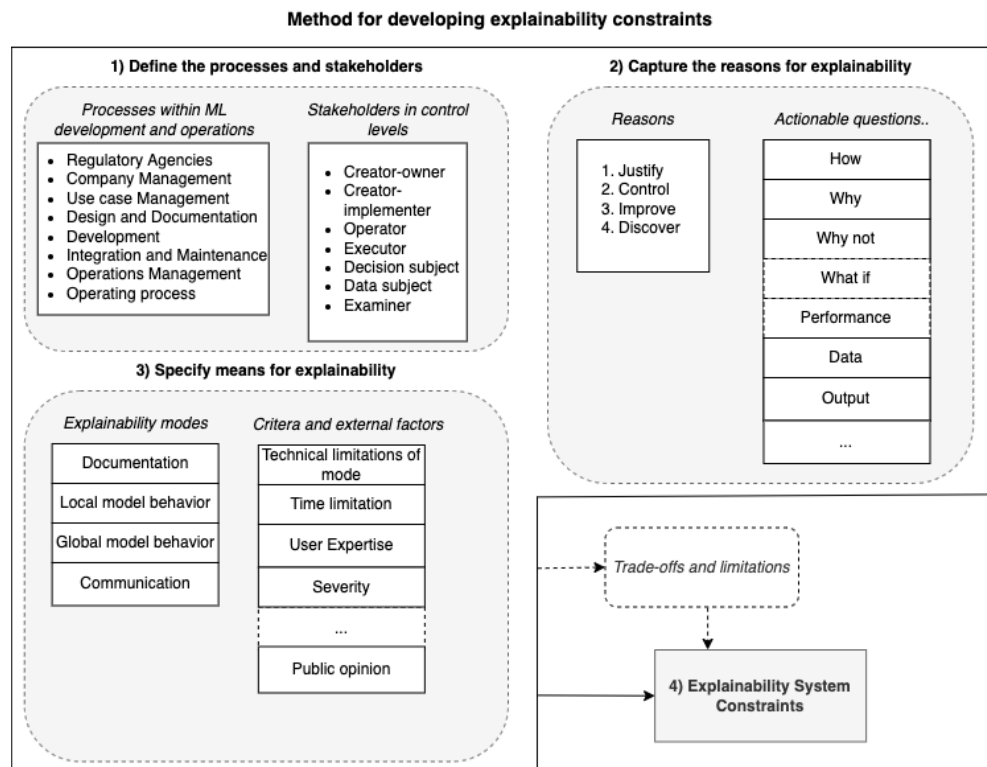 Method for developing explainability constraints
1) Define the processes and stakeholders
Processes within ML
development and operations
Regulatory Agencies
Company Management
Use case Management
Design and Documentation
Development
Integration and Maintenance
Operations Management
Operating process
Stakeholders in control
levels
Creator-owner
Creator-
implementer
Operator
Executor
Decision subject
Data subject
Examiner
2) Capture the reasons for explainability
Reasons
1. Justify
2. Control
3. Improve
4. Discover
Actionable questions..
How
Why
Why not
What if
Performance
Data
Output
...
3) Specify means for explainability
Explainability modes
Documentation
Local model behavior
Global model behavior
Communication
Critera and external factors
Technical limitations of
mode
Time limitation
User Expertise
Severity
...
Public opinion
Trade-offs and limitations
4) Explainability System
Constraints